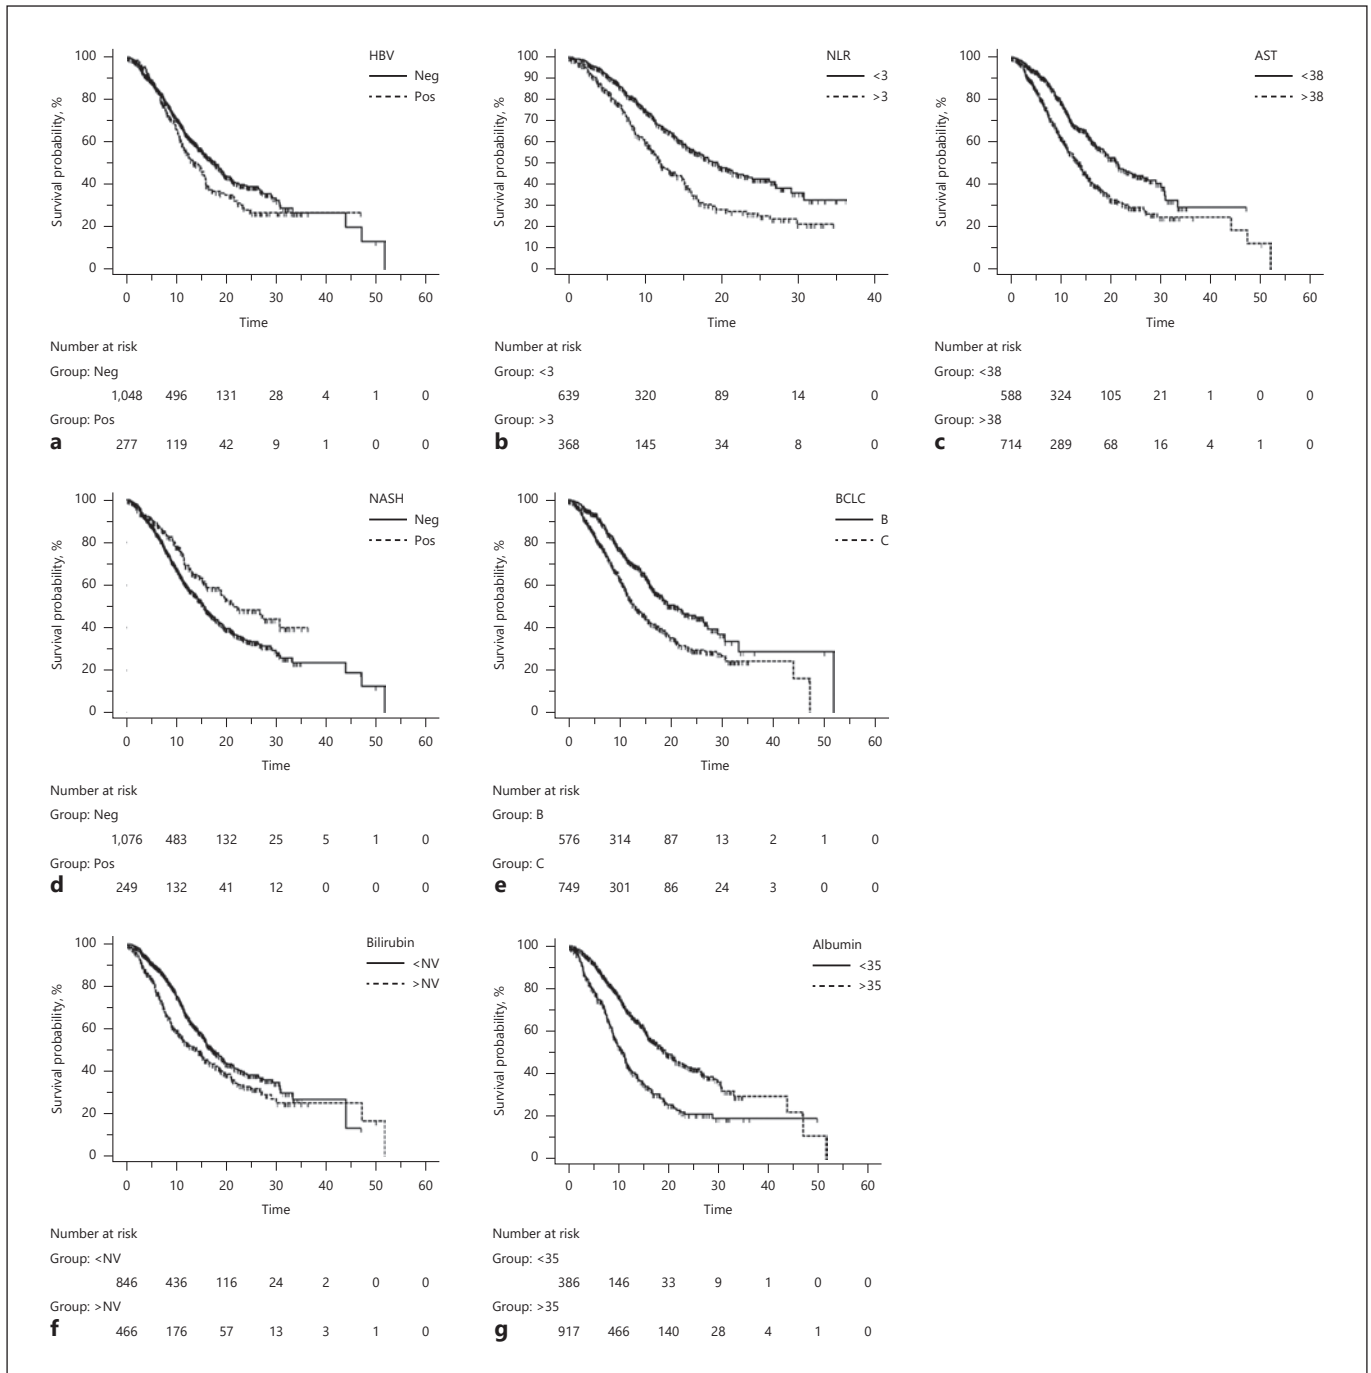 HBV
Neg
Pos
Survival probability, %
100
80
60
40
20
0
0 10 20 30 40 50 60
Time
Number at risk
Group: Neg
1,048 496 131 28 4 1 0
Group: Pos
a 277 119 42 9 1 0 0
NLR
<3
>3
Survival probability, %
100
90
80
70
60
50
40
30
20
10
0
0 10 20 30 40
Time
Number at risk
Group: <3
639 320 89 14 0
Group: >3
b 368 145 34 8 0
AST
<38
>38
Survival probability, %
100
80
60
40
20
0
0 10 20 30 40 50 60
Time
Number at risk
Group: <38
588 324 105 21 1 0 0
Group: >38
c 714 289 68 16 4 1 0
NASH
Neg
Pos
Survival probability, %
100
80
60
40
20
0
0 10 20 30 40 50 60
Time
Number at risk
Group: Neg
1,076 483 132 25 5 1 0
Group: Pos
d 249 132 41 12 0 0 0
BCLC
B
C
Survival probability, %
100
80
60
40
20
0
0 10 20 30 40 50 60
Time
Number at risk
Group: B
576 314 87 13 2 1 0
Group: C
e 749 301 86 24 3 0 0
Bilirubin
<NV
>NV
Survival probability, %
100
80
60
40
20
0
0 10 20 30 40 50 60
Time
Number at risk
Group: <NV
846 436 116 24 2 0 0
Group: >NV
f 466 176 57 13 3 1 0
Albumin
<35
>35
Survival probability, %
100
80
60
40
20
0
0 10 20 30 40 50 60
Time
Number at risk
Group: <35
386 146 33 9 1 0 0
Group: >35
g 917 466 140 28 4 1 0